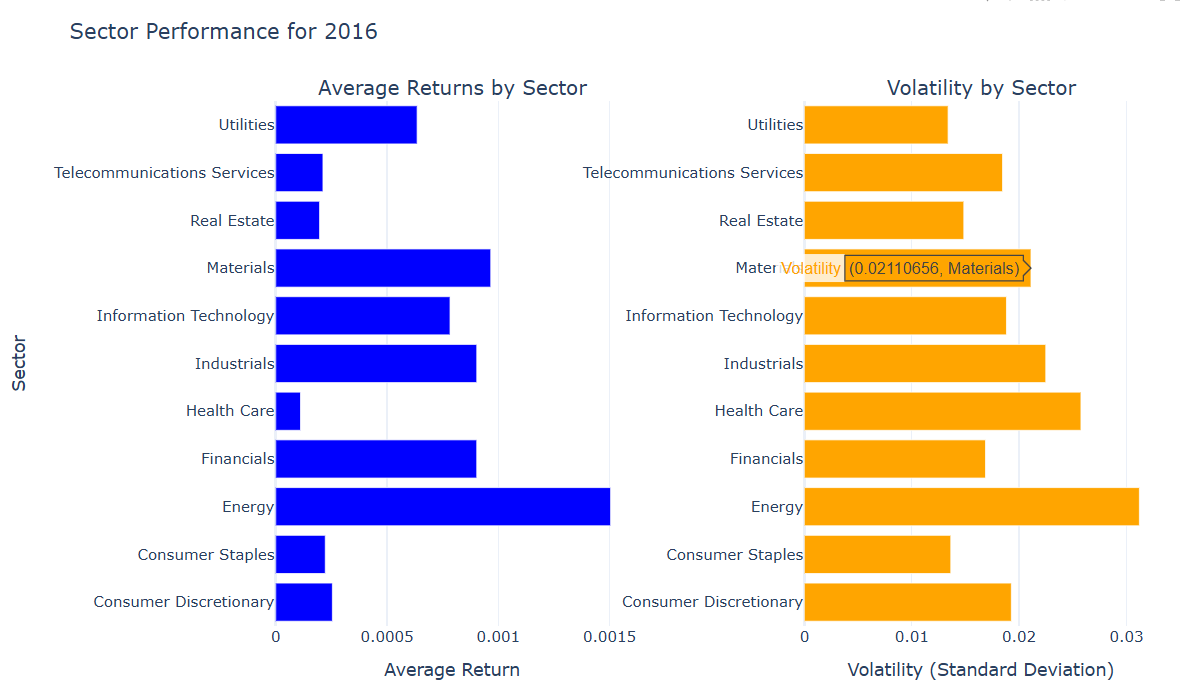 Sector Performance for 2016
Average Returns by Sector
Utilities
Telecommunications Services
Real Estate
Materials
Information Technology
Industrials
Health Care
Financials
Energy
Consumer Staples
Consumer Discretionary
0 0.0005 0.001 0.0015
Average Return
Sector
Volatility by Sector
Utilities
Telecommunications Services
Real Estate
Mater Volatility (0.02110656, Materials)
Information Technology
Industrials
Health Care
Financials
Energy
Consumer Staples
Consumer Discretionary
0 0.01 0.02 0.03
Volatility (Standard Deviation)